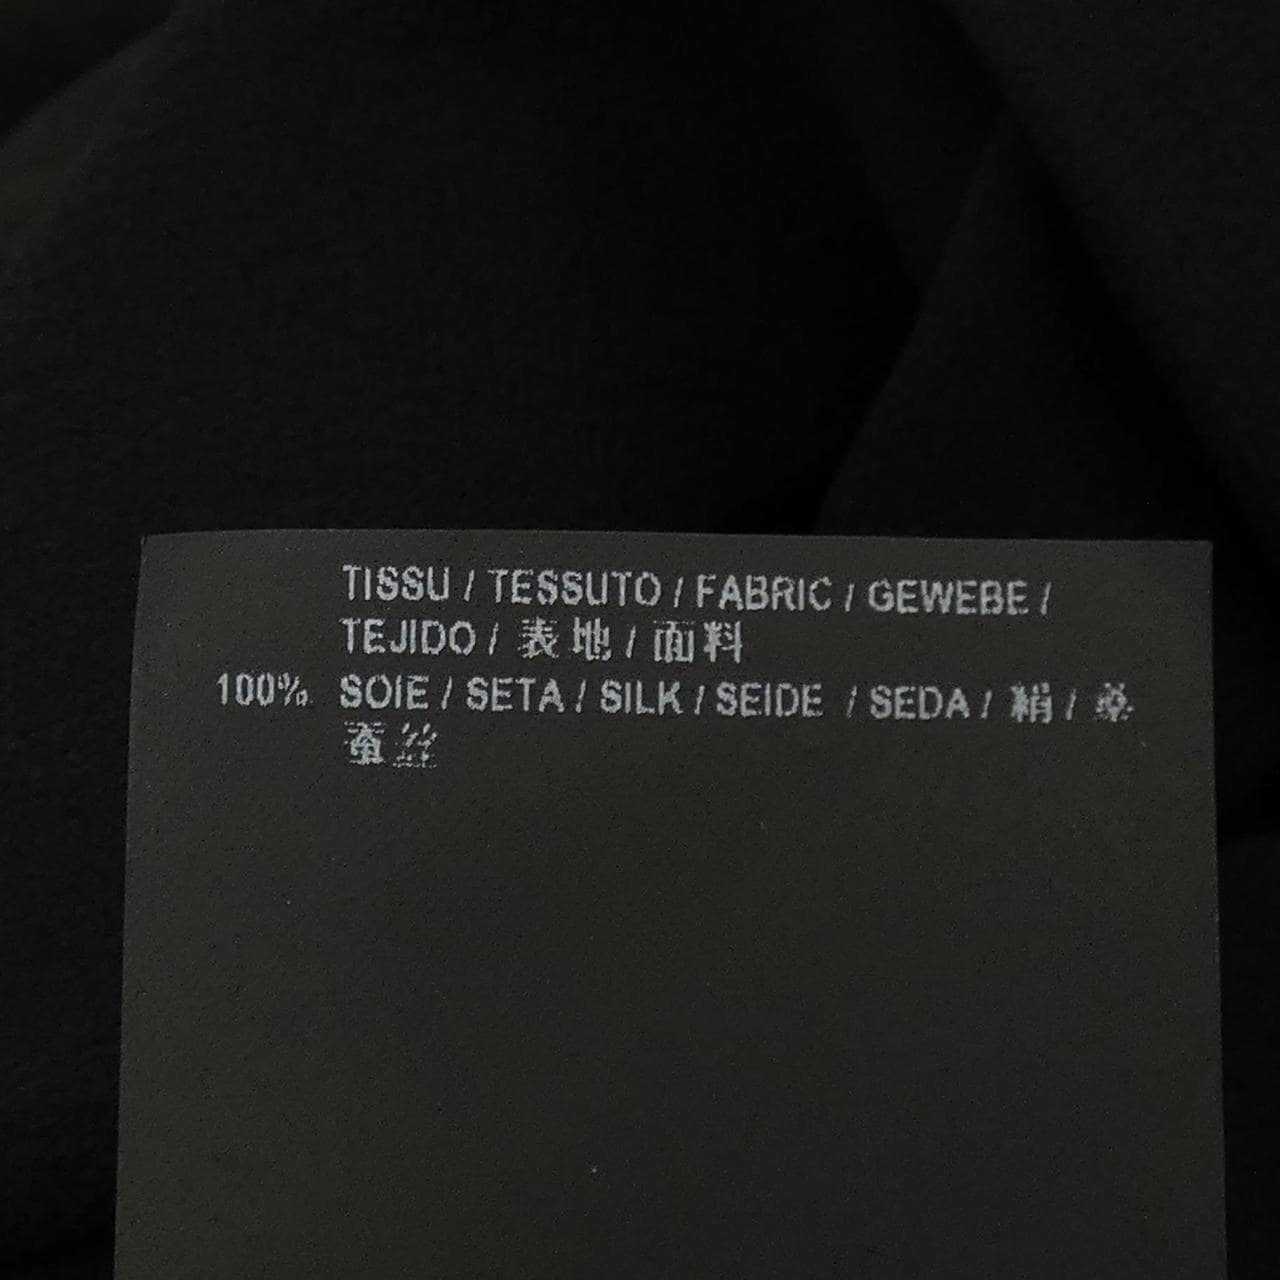 TISSU / TESSUTO / FABRIC / GEWEBE /
TEJIDO / 表地 / 面料
100% SOIE / SETA / SILK / SEIDE / SEDA / 絹 / 桑
蚕丝